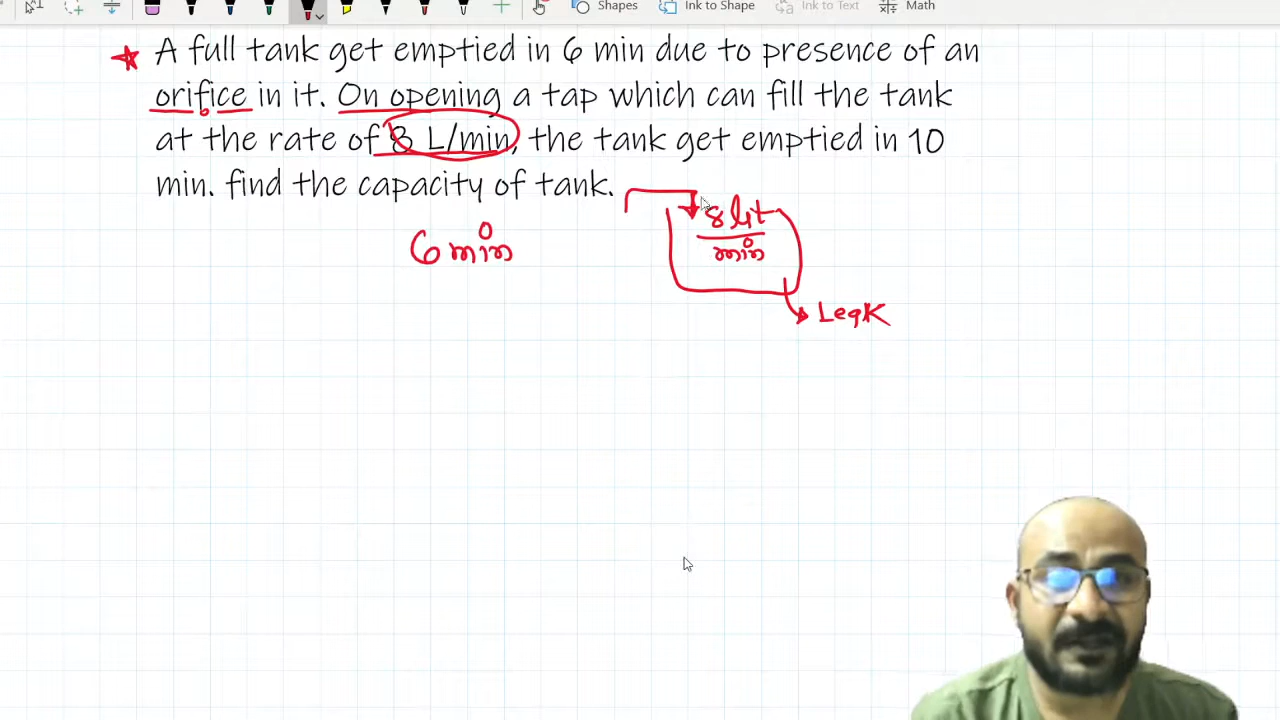 Shapes Ink to Shape Ink to Text Math
A full tank get emptied in 6 min due to presence of an
orifice in it. On opening a tap which can fill the tank
at the rate of 8 L/min, the tank get emptied in 10
min. find the capacity of tank.
8 lit
6 min
min
Leak